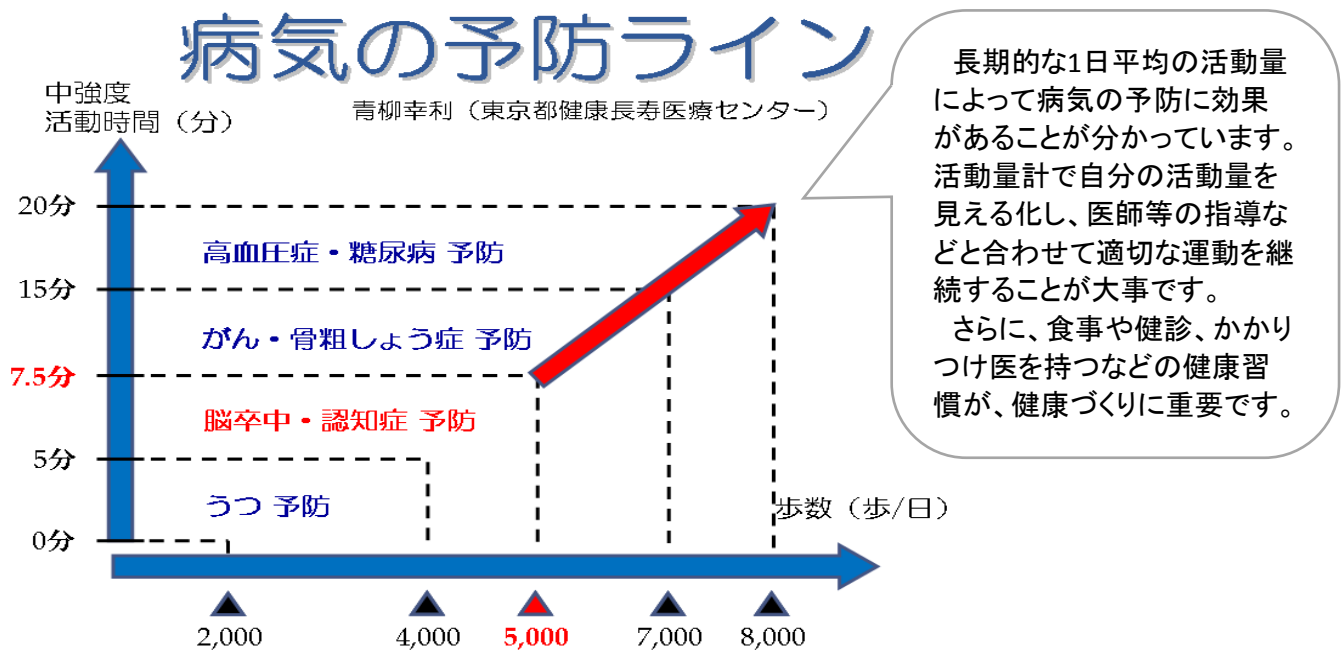 病気の予防ライン
中強度
活動時間（分）
青柳幸利（東京都健康長寿医療センター）
20分
高血圧症・糖尿病 予防
15分
がん・骨粗しょう症 予防
7.5分
脳卒中・認知症 予防
5分
うつ 予防
歩数（歩/日）
0分
2,000
4,000
5,000
7,000
8,000
長期的な1日平均の活動量
によって病気の予防に効果
があることが分かっています。
活動量計で自分の活動量を
見える化し、医師等の指導な
どと合わせて適切な運動を継
続することが大事です。
さらに、食事や健診、かかり
つけ医を持つなどの健康習
慣が、健康づくりに重要です。